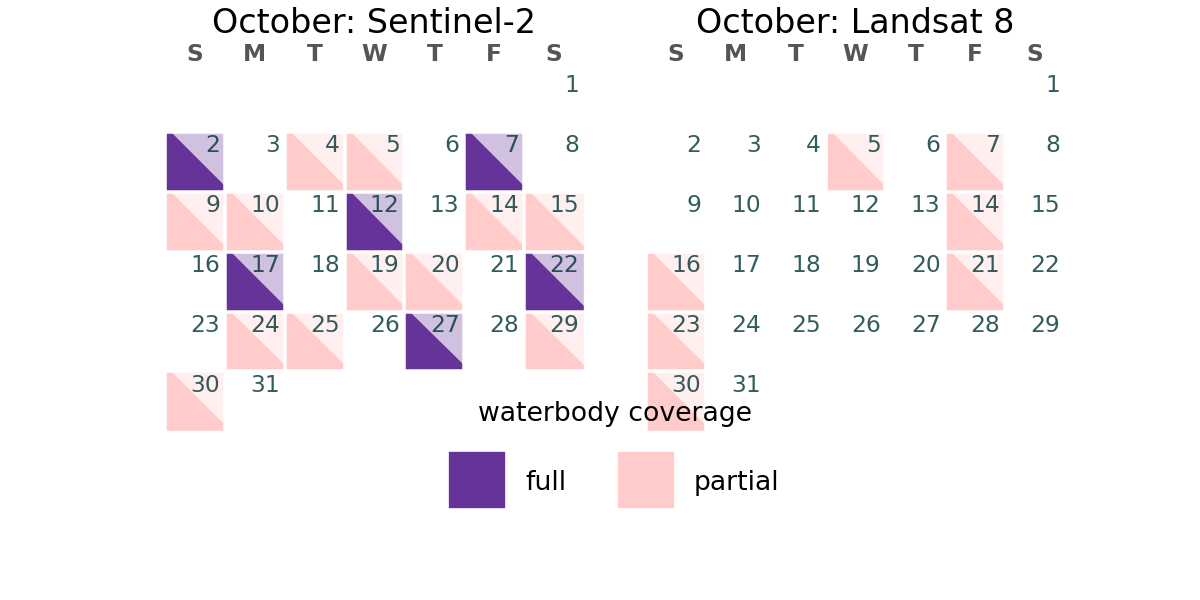 October: Sentinel-2
S M T W T F S
1
2 3 4 5 6 7 8
9 10 11 12 13 14 15
16 17 18 19 20 21 22
23 24 25 26 27 28 29
30 31
October: Landsat 8
S M T W T F S
1
2 3 4 5 6 7 8
9 10 11 12 13 14 15
16 17 18 19 20 21 22
23 24 25 26 27 28 29
30 31
waterbody coverage
full partial